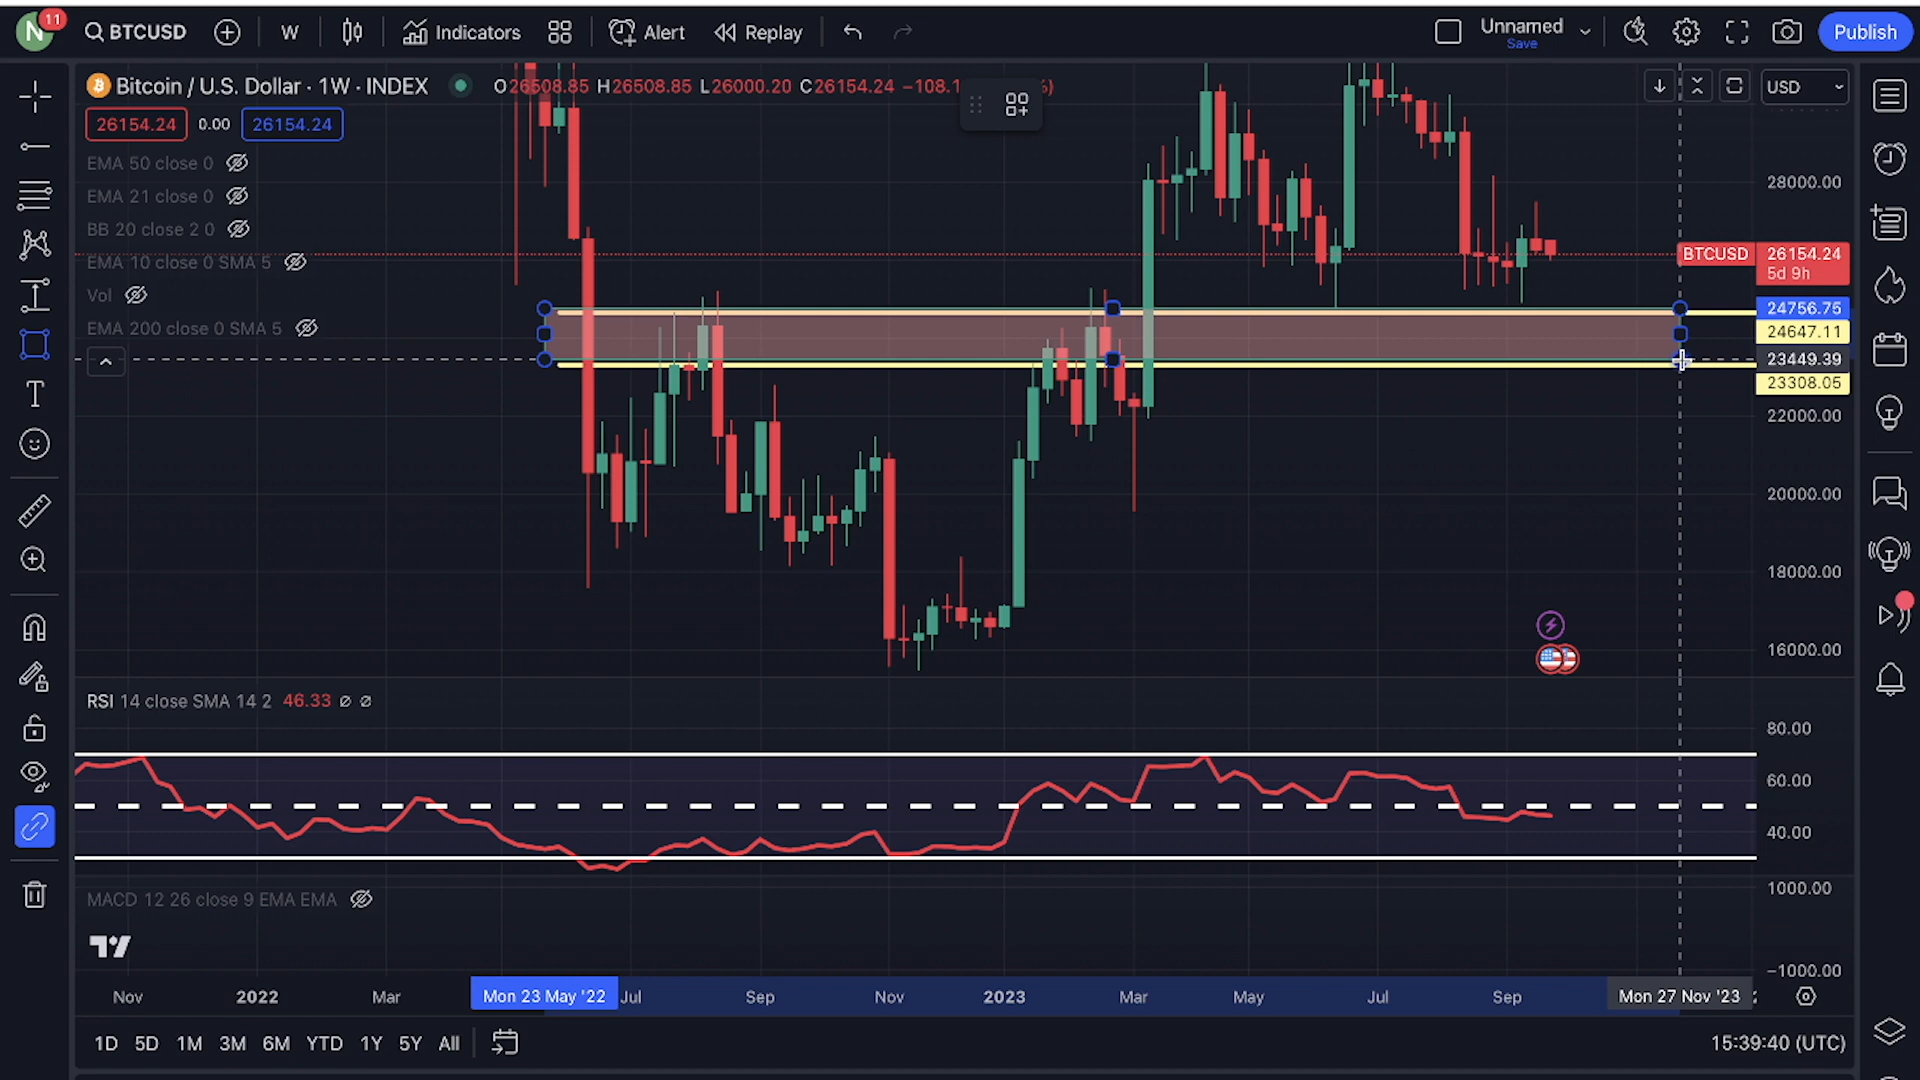 N 11 BTCUSD W Indicators Alert Replay Unnamed Save Publish
Bitcoin / U.S. Dollar · 1W · INDEX O26508.85 H26508.85 L26000.20 C26154.24 −108.1 %) USD
26154.24 0.00 26154.24
EMA 50 close 0
EMA 21 close 0
BB 20 close 2 0
EMA 10 close 0 SMA 5
Vol
EMA 200 close 0 SMA 5
28000.00
BTCUSD 26154.24
5d 9h
24756.75
24647.11
23449.39
23308.05
22000.00
20000.00
18000.00
16000.00
RSI 14 close SMA 14 2 46.33 ∅ ∅
80.00
60.00
40.00
MACD 12 26 close 9 EMA EMA
1000.00
−1000.00
Nov 2022 Mar Mon 23 May '22 Jul Sep Nov 2023 Mar May Jul Sep Mon 27 Nov '23
1D 5D 1M 3M 6M YTD 1Y 5Y All 15:39:40 (UTC)